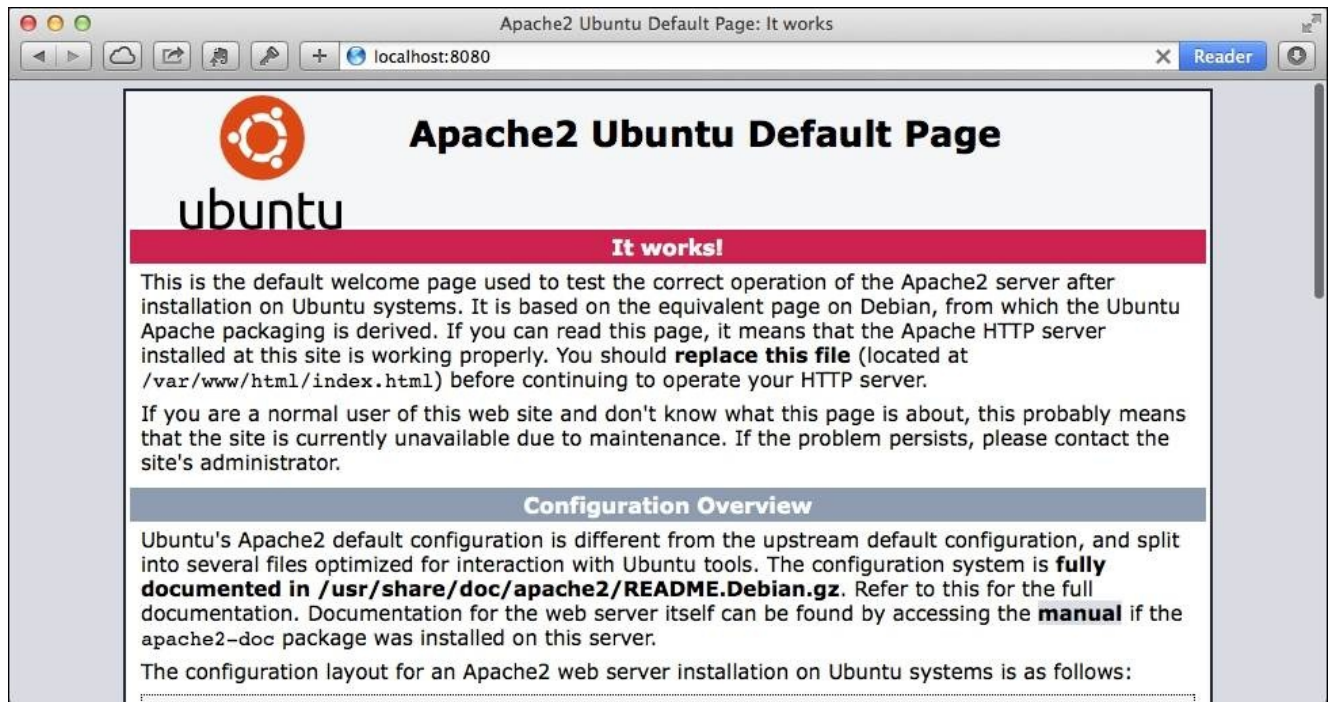 Apache2 Ubuntu Default Page: It works
localhost:8080
Reader
ubuntu
Apache2 Ubuntu Default Page
It works!
This is the default welcome page used to test the correct operation of the Apache2 server after
installation on Ubuntu systems. It is based on the equivalent page on Debian, from which the Ubuntu
Apache packaging is derived. If you can read this page, it means that the Apache HTTP server
installed at this site is working properly. You should replace this file (located at
/var/www/html/index.html) before continuing to operate your HTTP server.
If you are a normal user of this web site and don't know what this page is about, this probably means
that the site is currently unavailable due to maintenance. If the problem persists, please contact the
site's administrator.
Configuration Overview
Ubuntu's Apache2 default configuration is different from the upstream default configuration, and split
into several files optimized for interaction with Ubuntu tools. The configuration system is fully
documented in /usr/share/doc/apache2/README.Debian.gz. Refer to this for the full
documentation. Documentation for the web server itself can be found by accessing the manual if the
apache2-doc package was installed on this server.
The configuration layout for an Apache2 web server installation on Ubuntu systems is as follows: